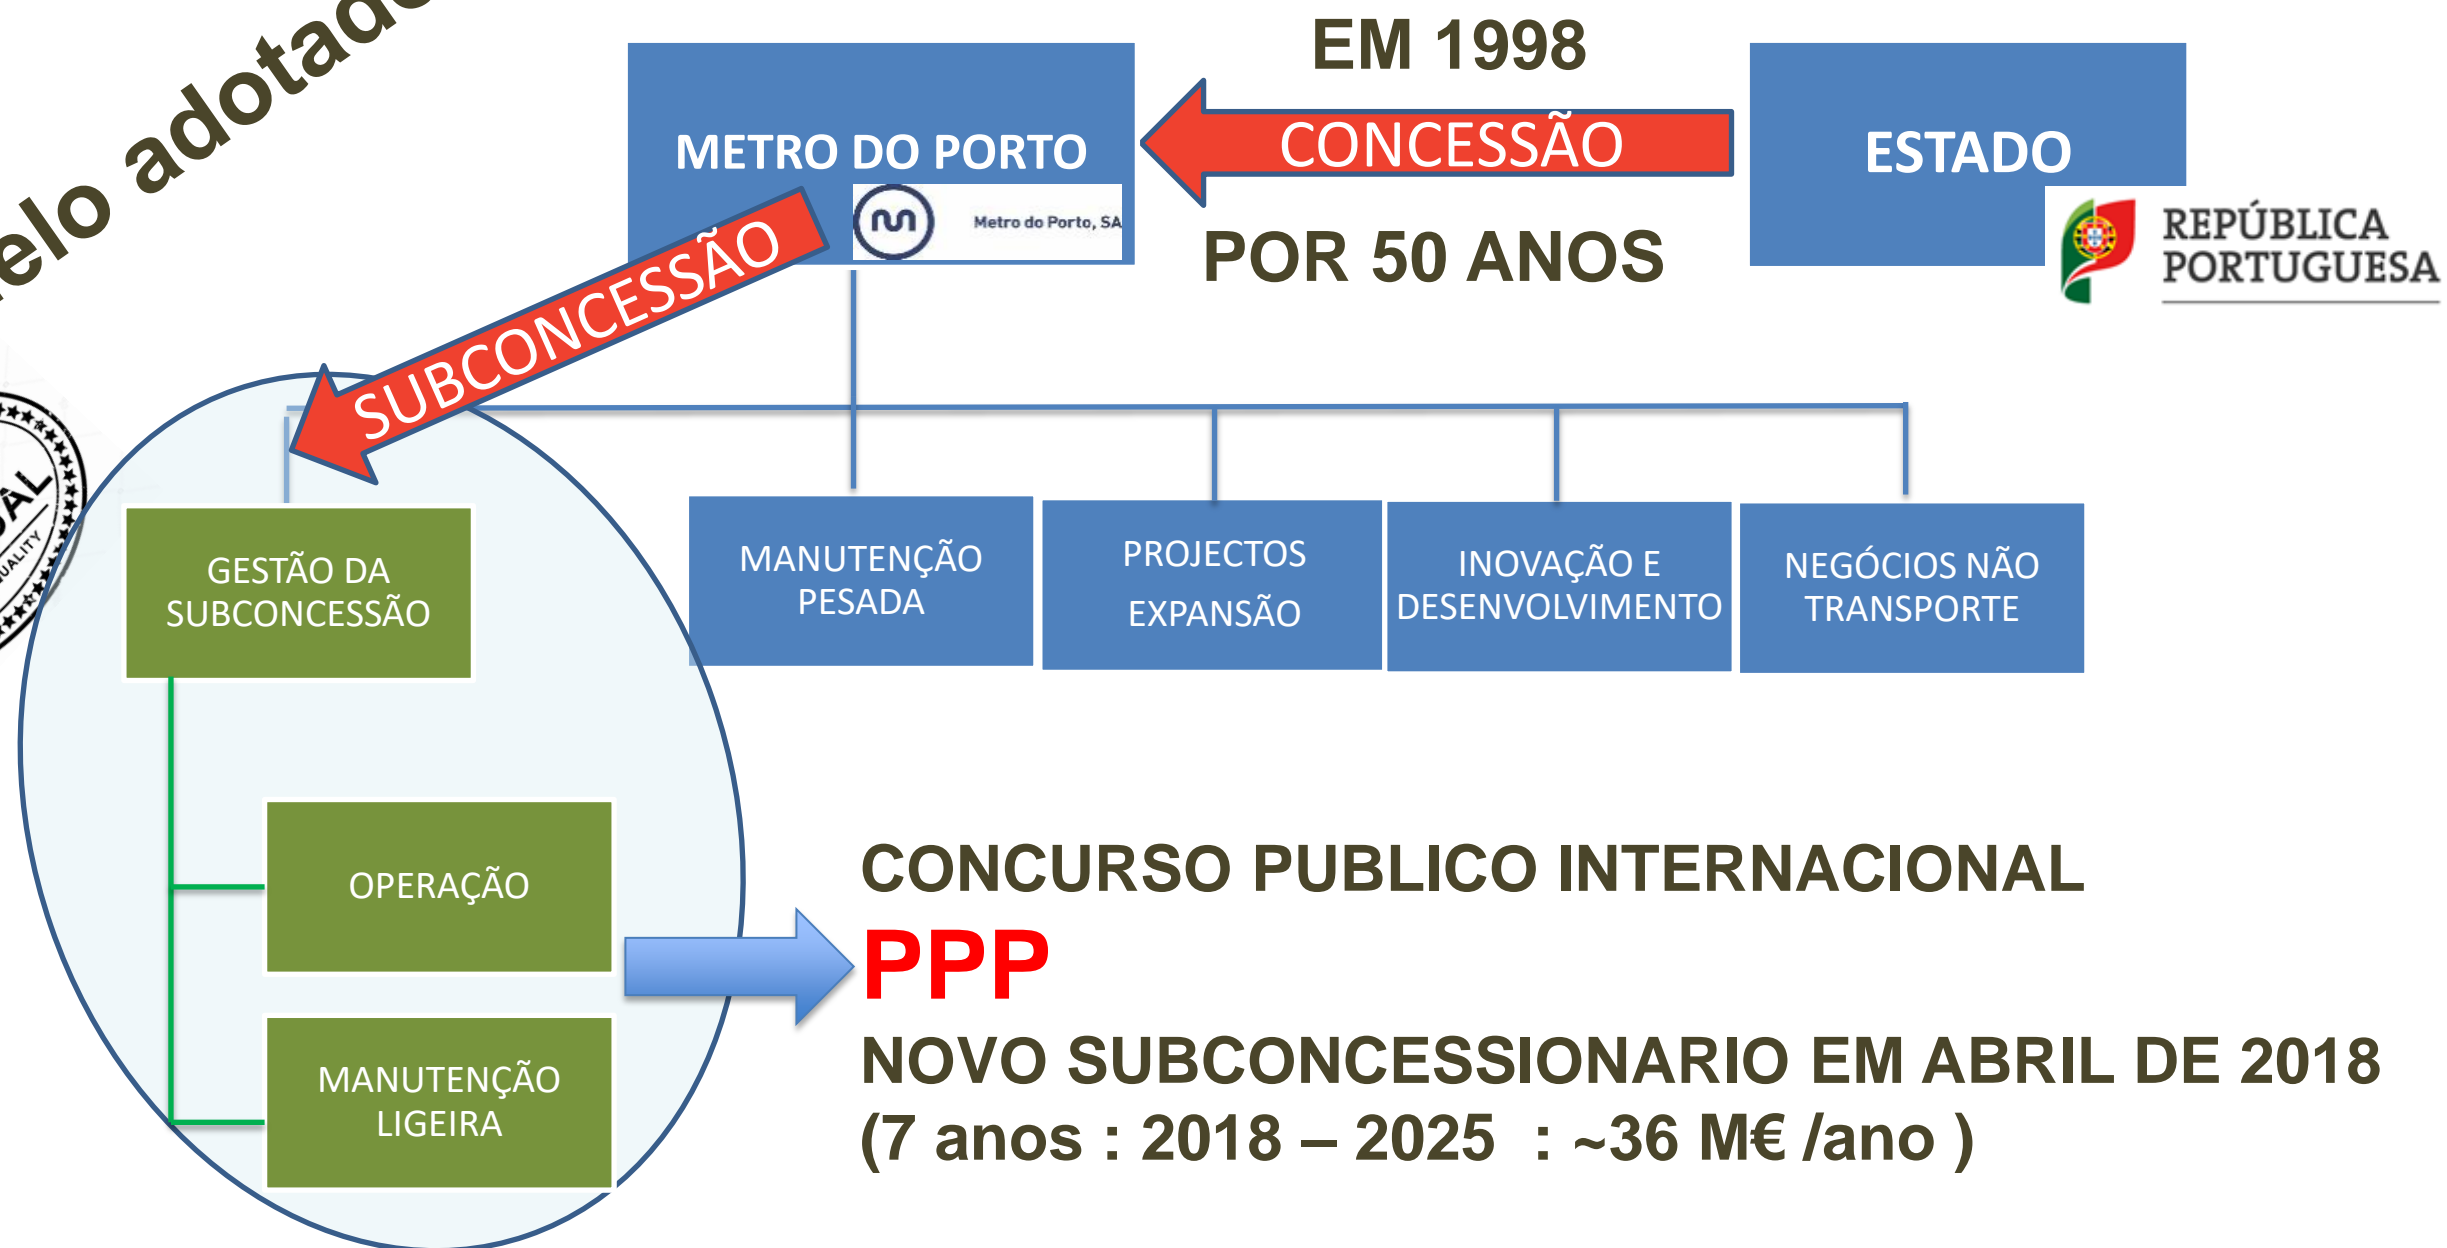 adotado
EM 1998
METRO DO PORTO
CONCESSÃO
ESTADO
Metro do Porto, SA
REPÚBLICA
PORTUGUESA
POR 50 ANOS
SUBCONCESSÃO
GESTÃO DA
SUBCONCESSÃO
MANUTENÇÃO
PESADA
PROJECTOS
EXPANSÃO
INOVAÇÃO E
DESENVOLVIMENTO
NEGÓCIOS NÃO
TRANSPORTE
OPERAÇÃO
MANUTENÇÃO
LIGEIRA
CONCURSO PUBLICO INTERNACIONAL
PPP
NOVO SUBCONCESSIONARIO EM ABRIL DE 2018
(7 anos : 2018 – 2025 : ~36 M€ /ano )